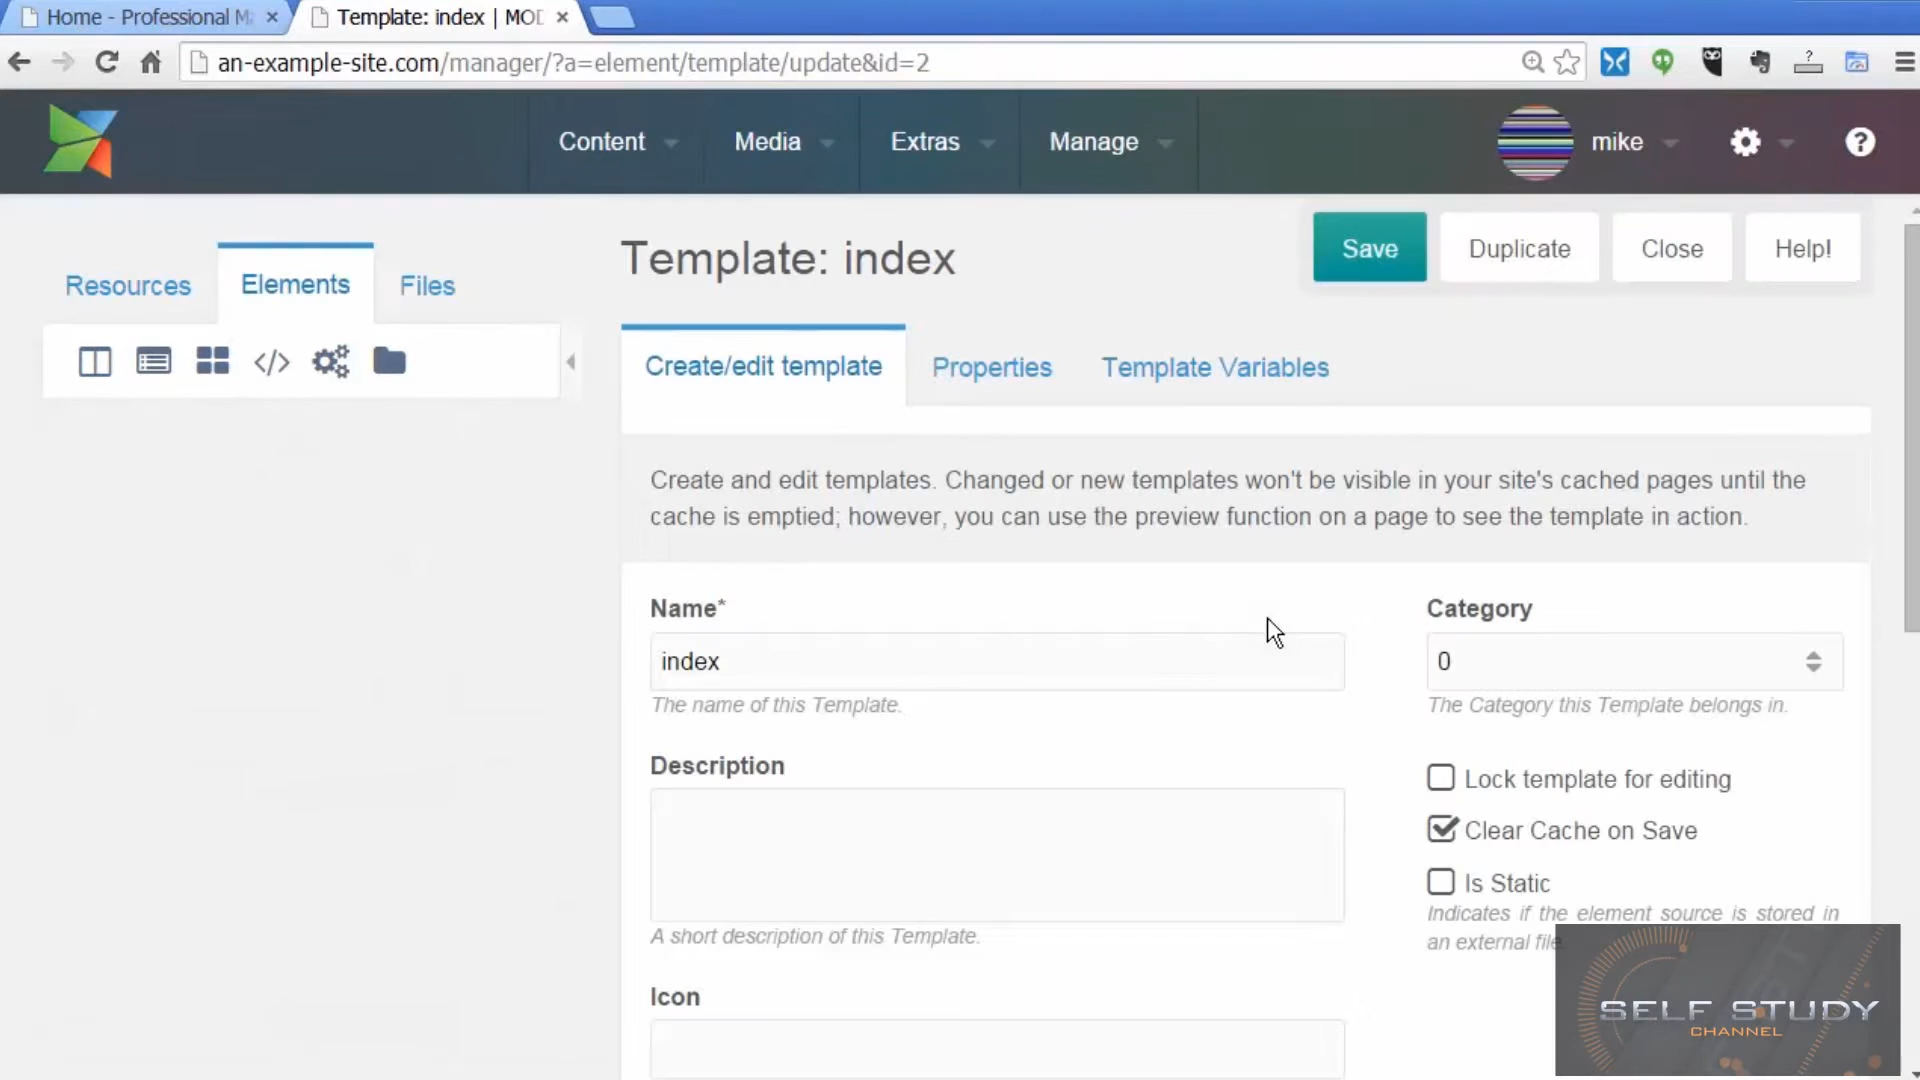 Home - Professional M
Template: index | MOD
an-example-site.com/manager/?a=element/template/update&id=2
Content
Media
Extras
Manage
mike
Resources
Elements
Files
Template: index
Save
Duplicate
Close
Help!
Create/edit template
Properties
Template Variables
Create and edit templates. Changed or new templates won't be visible in your site's cached pages until the
cache is emptied; however, you can use the preview function on a page to see the template in action.
Name*
index
The name of this Template.
Category
0
The Category this Template belongs in.
Description
A short description of this Template.
Lock template for editing
Clear Cache on Save
Is Static
Indicates if the element source is stored in
an external file
Icon
SELF STUDY
CHANNEL